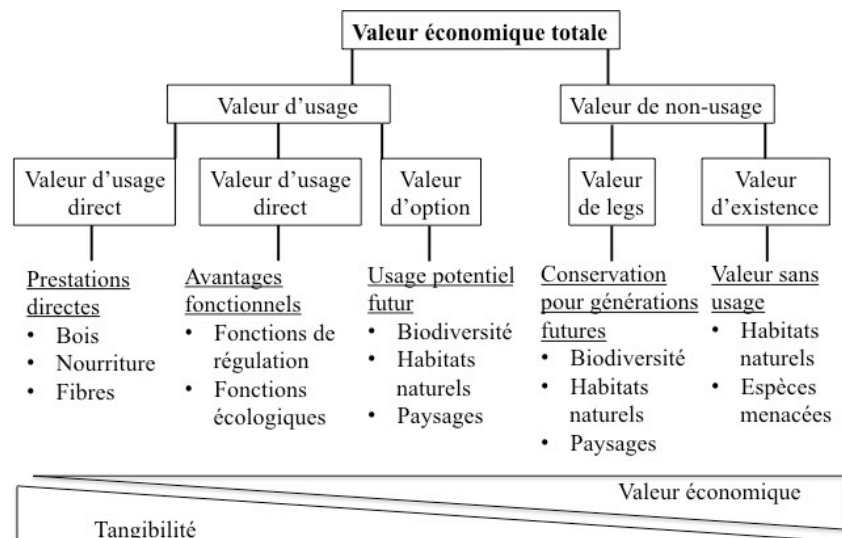 Valeur économique totale
Valeur d'usage
Valeur de non-usage
Valeur d'usage
direct
Valeur d'usage
direct
Valeur
d'option
Valeur
de legs
Valeur
d'existence
Prestations
directes
• Bois
• Nourriture
• Fibres
Avantages
fonctionnels
• Fonctions de
régulation
• Fonctions
écologiques
Usage potentiel
futur
• Biodiversité
• Habitats
naturels
• Paysages
Conservation
pour générations
futures
• Biodiversité
• Habitats
naturels
• Paysages
Valeur sans
usage
• Habitats
naturels
• Espèces
menacées
Valeur économique
Tangibilité